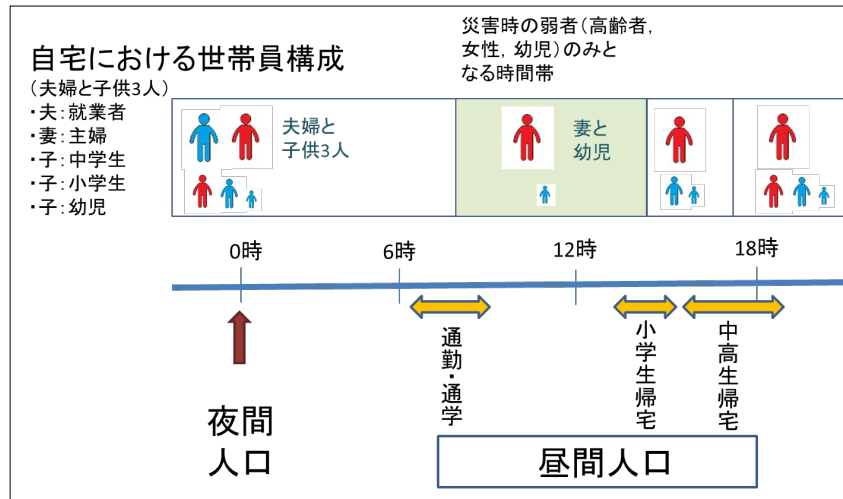 災害時の弱者（高齢者,
女性, 幼児）のみと
なる時間帯
自宅における世帯員構成
（夫婦と子供3人）
・夫：就業者
・妻：主婦
・子：中学生
・子：小学生
・子：幼児
夫婦と
子供3人
妻と
幼児
0時
6時
12時
18時
通勤・通学
小学生帰宅
中高生帰宅
夜間
人口
昼間人口